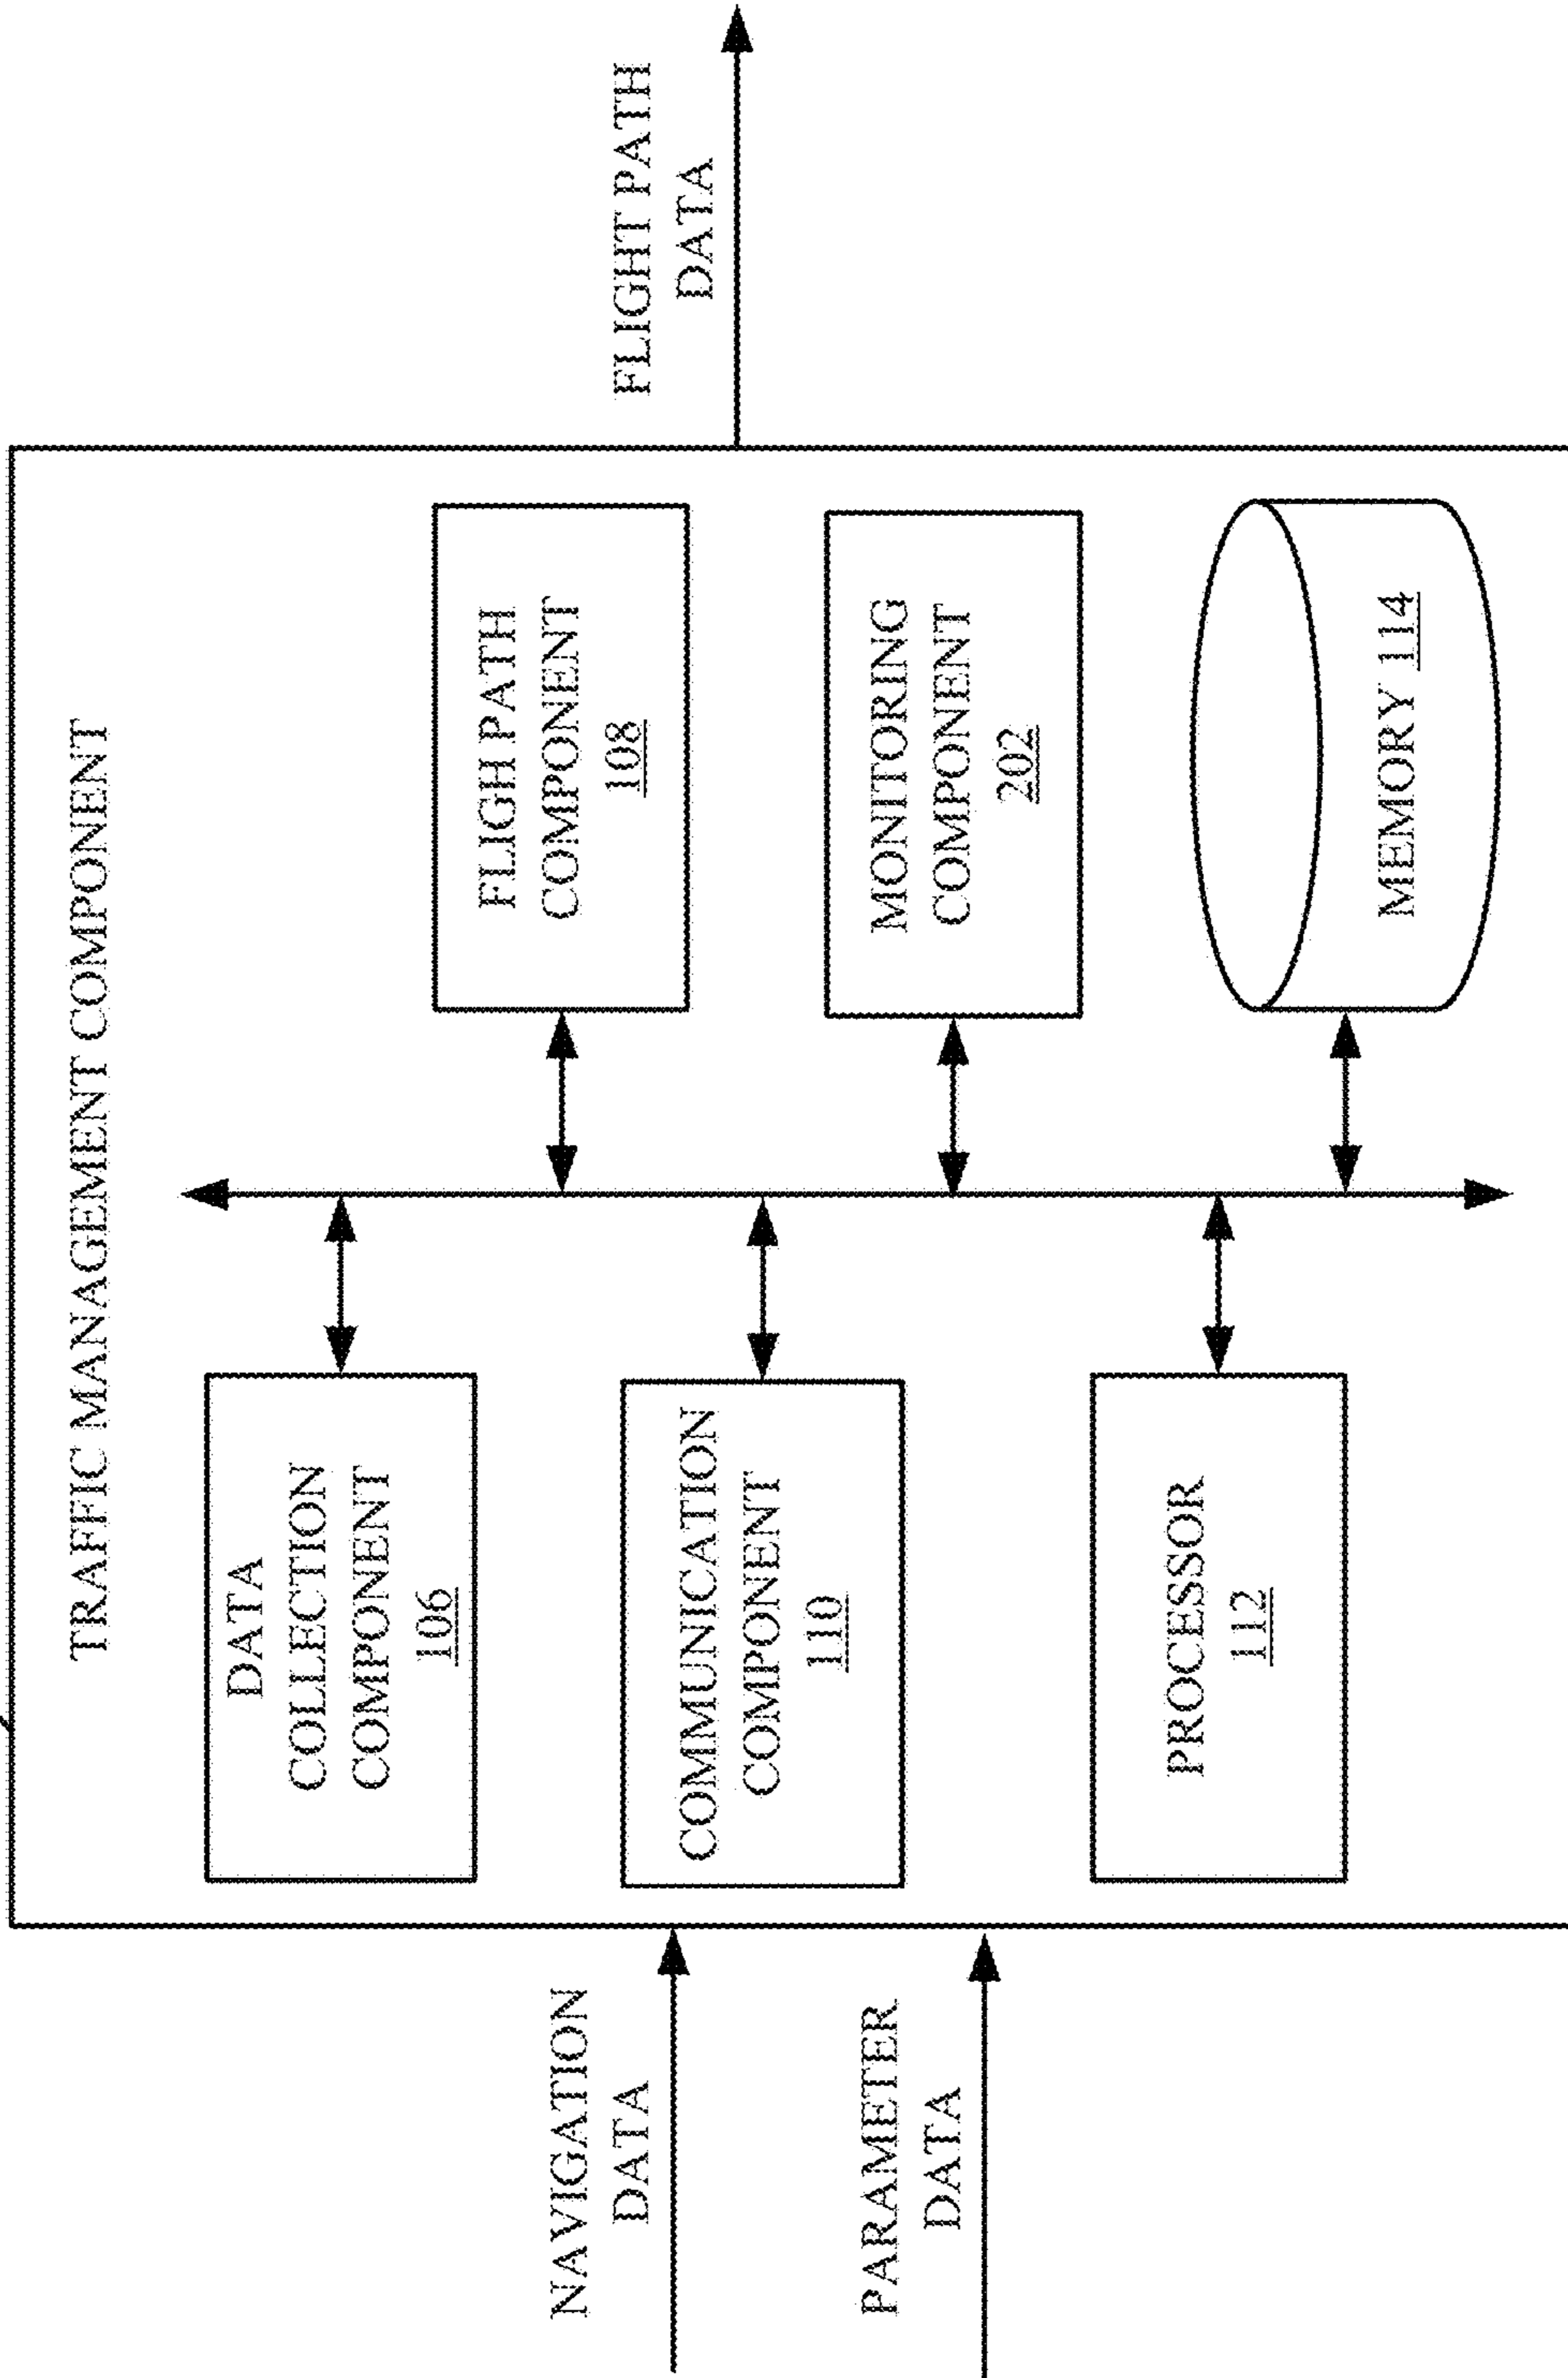 TRAFFIC MANAGEMENT COMPONENT
NAVIGATION
DATA
PARAMETER
DATA
DATA
COLLECTION
COMPONENT
106
COMMUNICATION
COMPONENT
110
PROCESSOR
112
FLIGH PATH
COMPONENT
108
MONITORING
COMPONENT
202
MEMORY 114
FLIGHT PATH
DATA